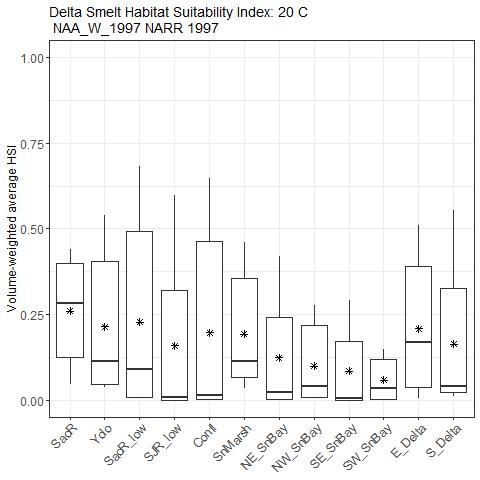 Delta Smelt Habitat Suitability Index: 20 C
NAA_W_1997 NARR 1997
Volume-weighted average HSI
1.00
0.75
0.50
0.25
0.00
SacR
Yolo
SacR_low
SJR_low
Confl
SnMarsh
NE_SnBay
NW_SnBay
SE_SnBay
SW_SnBay
E_Delta
S_Delta